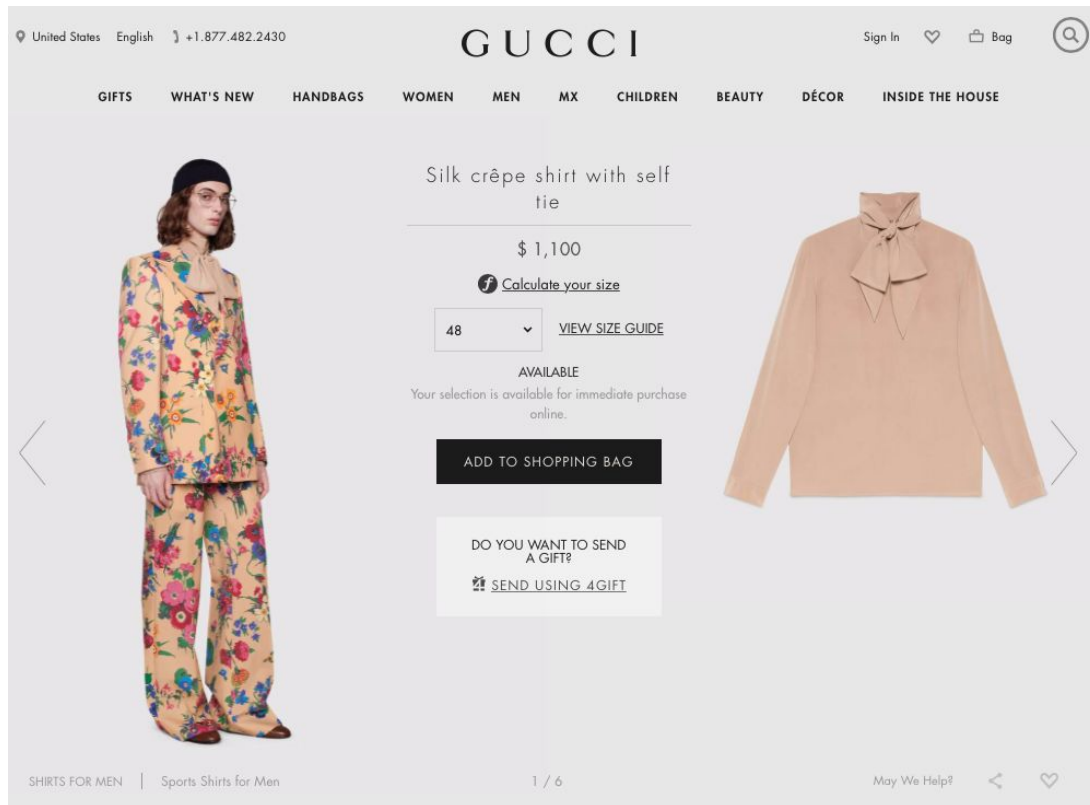 United States English +1.877.482.2430
GUCCI
Sign In Bag
GIFTS WHAT'S NEW HANDBAGS WOMEN MEN MX CHILDREN BEAUTY DÉCOR INSIDE THE HOUSE
Silk crêpe shirt with self
tie
$ 1,100
Calculate your size
48 VIEW SIZE GUIDE
AVAILABLE
Your selection is available for immediate purchase
online.
ADD TO SHOPPING BAG
DO YOU WANT TO SEND
A GIFT?
SEND USING 4GIFT
SHIRTS FOR MEN | Sports Shirts for Men
1 / 6
May We Help?